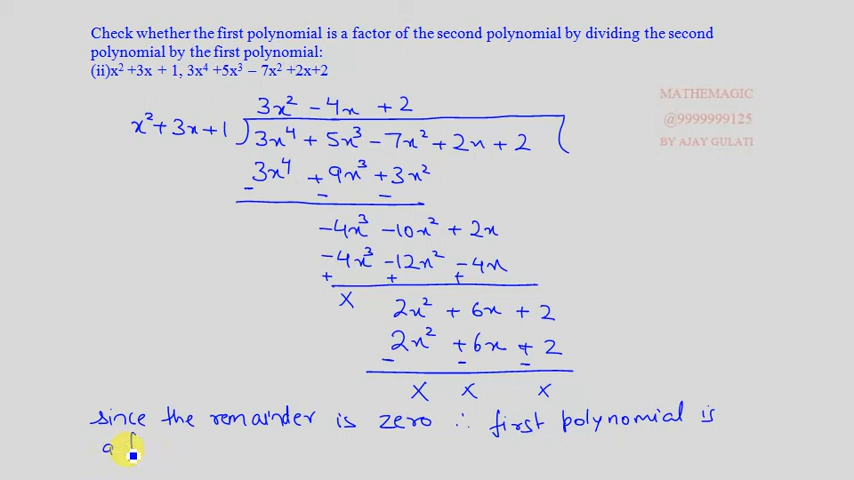 Check whether the first polynomial is a factor of the second polynomial by dividing the second
polynomial by the first polynomial:
(ii)x² +3x + 1, 3x⁴ +5x³ – 7x² +2x+2
MATHEMAGIC
@9999999125
BY AJAY GULATI
3x² - 4x + 2
x² + 3x + 1 ) 3x⁴ + 5x³ - 7x² + 2x + 2 (
3x⁴ + 9x³ + 3x²
- - -
-4x³ - 10x² + 2x
-4x³ - 12x² - 4x
+ + +
x 2x² + 6x + 2
2x² + 6x + 2
- - -
x x x
since the remainder is zero ∴ first polynomial is
a